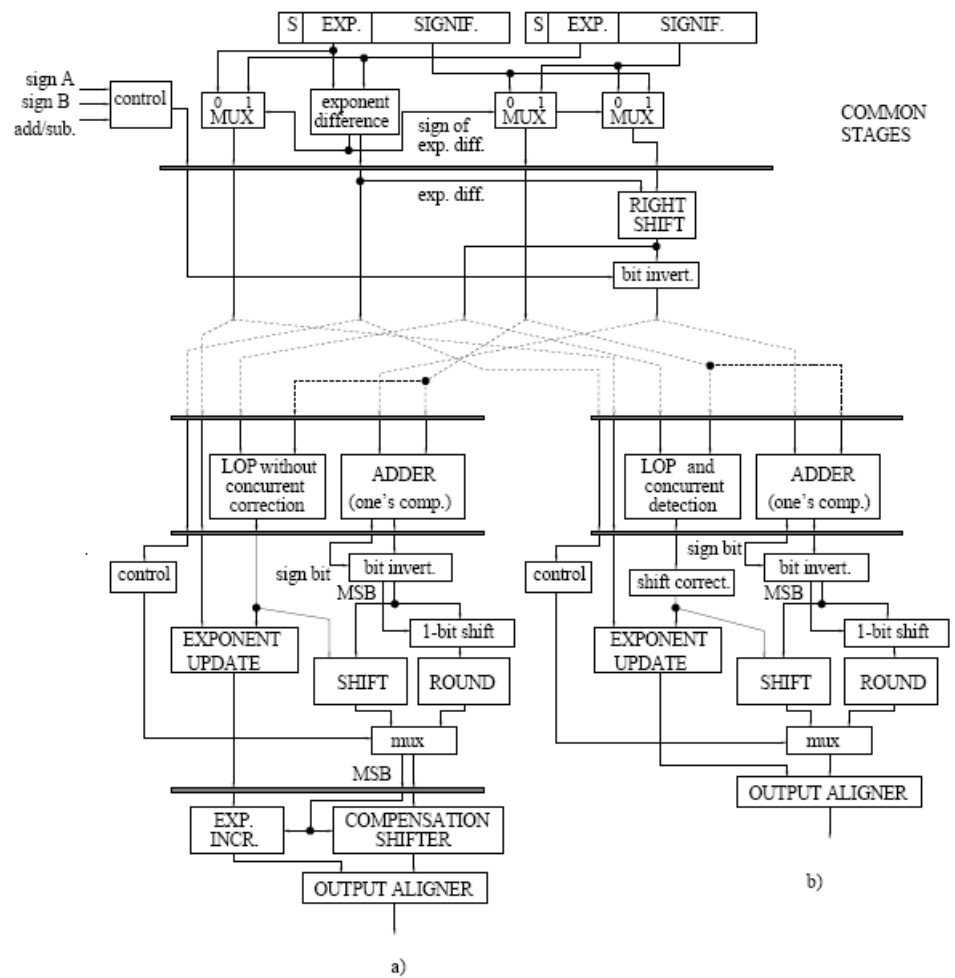 S EXP. SIGNIF. S EXP. SIGNIF.
sign A
sign B
add/sub.
control
0 1
MUX
exponent
difference
sign of
exp. diff.
0 1
MUX
0 1
MUX
COMMON
STAGES
exp. diff.
RIGHT
SHIFT
bit invert.
LOP without
concurrent
correction
ADDER
(one's comp.)
control
sign bit
bit invert.
MSB
1-bit shift
EXPONENT
UPDATE
SHIFT
ROUND
mux
MSB
EXP.
INCR.
COMPENSATION
SHIFTER
OUTPUT ALIGNER
a)
LOP and
concurrent
detection
ADDER
(one's comp.)
control
sign bit
bit invert.
shift correct.
MSB
1-bit shift
EXPONENT
UPDATE
SHIFT
ROUND
mux
OUTPUT ALIGNER
b)